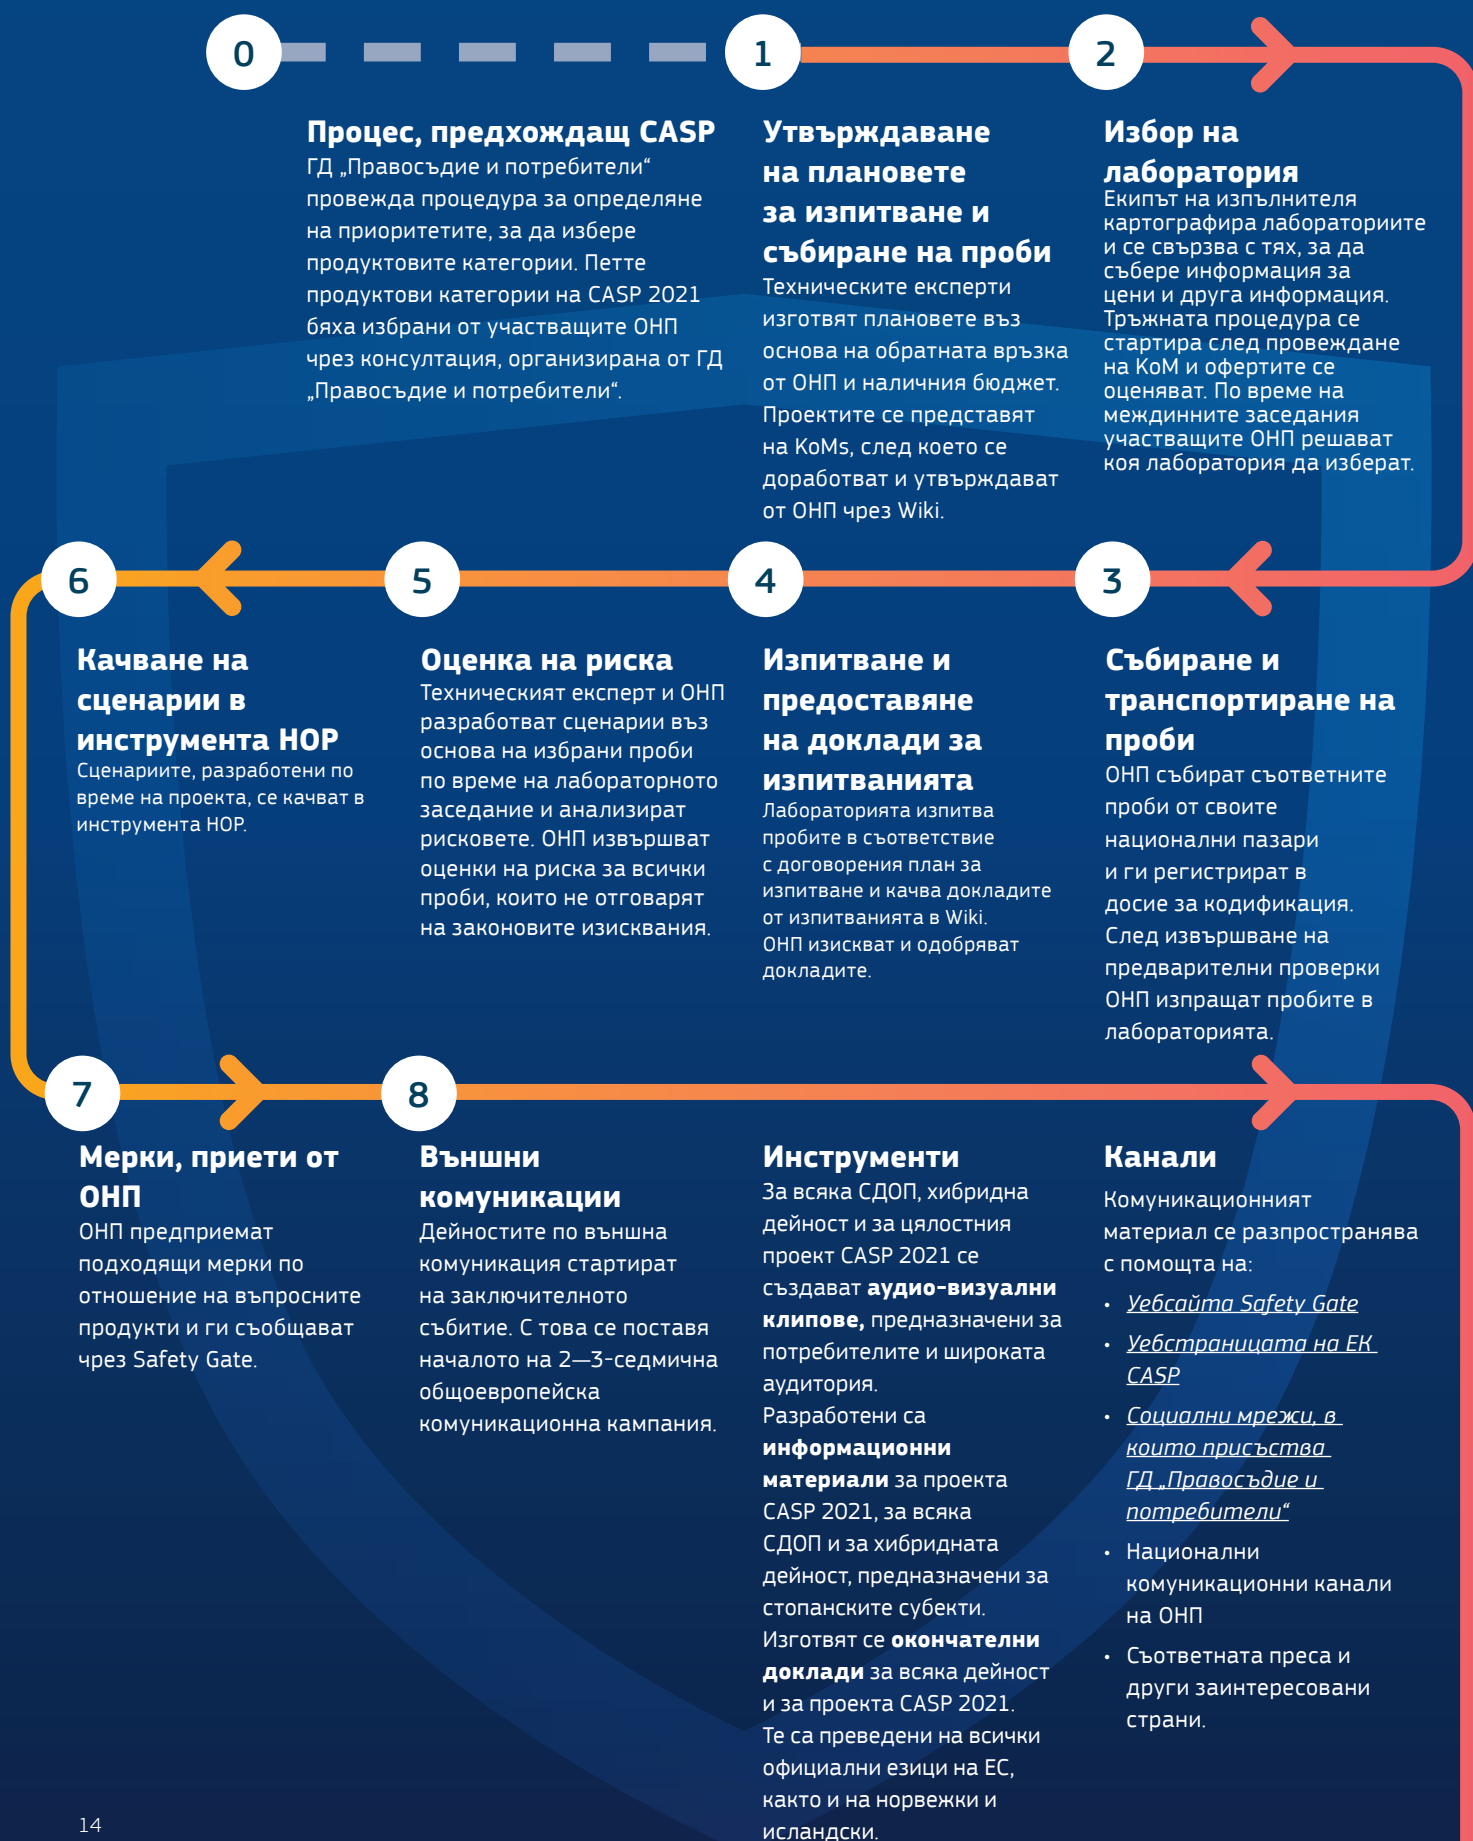 0
1
2
Процес, предхождащ CASP
ГД „Правосъдие и потребители“
провежда процедура за определяне
на приоритетите, за да избере
продуктовите категории. Петте
продуктови категории на CASP 2021
бяха избрани от участващите ОНП
чрез консултация, организирана от ГД
„Правосъдие и потребители“.
Утвърждаване
на плановете
за изпитване и
събиране на проби
Техническите експерти
изготвят плановете въз
основа на обратната връзка
от ОНП и наличния бюджет.
Проектите се представят
на KoMs, след което се
доработват и утвърждават
от ОНП чрез Wiki.
Избор на
лаборатория
Екипът на изпълнителя
картографира лабораториите
и се свързва с тях, за да
събере информация за
цени и друга информация.
Тръжната процедура се
стартира след провеждане
на KoM и офертите се
оценяват. По време на
междинните заседания
участващите ОНП решават
коя лаборатория да изберат.
6
5
4
3
Качване на
сценарии в
инструмента НОР
Сценариите, разработени по
време на проекта, се качват в
инструмента НОР.
Оценка на риска
Техническият експерт и ОНП
разработват сценарии въз
основа на избрани проби
по време на лабораторното
заседание и анализират
рисковете. ОНП извършват
оценки на риска за всички
проби, които не отговарят
на законовите изисквания.
Изпитване и
предоставяне
на доклади за
изпитванията
Лабораторията изпитва
пробите в съответствие
с договорения план за
изпитване и качва докладите
от изпитванията в Wiki.
ОНП изискват и одобряват
докладите.
Събиране и
транспортиране на
проби
ОНП събират съответните
проби от своите
национални пазари
и ги регистрират в
досие за кодификация.
След извършване на
предварителни проверки
ОНП изпращат пробите в
лабораторията.
7
8
Мерки, приети от
ОНП
ОНП предприемат
подходящи мерки по
отношение на въпросните
продукти и ги съобщават
чрез Safety Gate.
Външни
комуникации
Дейностите по външна
комуникация стартират
на заключителното
събитие. С това се поставя
началото на 2—3-седмична
общоевропейска
комуникационна кампания.
Инструменти
За всяка СДОП, хибридна
дейност и за цялостния
проект CASP 2021 се
създават аудио-визуални
клипове, предназначени за
потребителите и широката
аудитория.
Разработени са
информационни
материали за проекта
CASP 2021, за всяка
СДОП и за хибридната
дейност, предназначени за
стопанските субекти.
Изготвят се окончателни
доклади за всяка дейност
и за проекта CASP 2021.
Те са преведени на всички
официални езици на ЕС,
както и на норвежки и
исландски.
Канали
Комуникационният
материал се разпространява
с помощта на:
• Уебсайта Safety Gate
• Уебстраницата на ЕК
CASP
• Социални мрежи, в
които присъства
ГД „Правосъдие и
потребители“
• Национални
комуникационни канали
на ОНП
• Съответната преса и
други заинтересовани
страни.
14